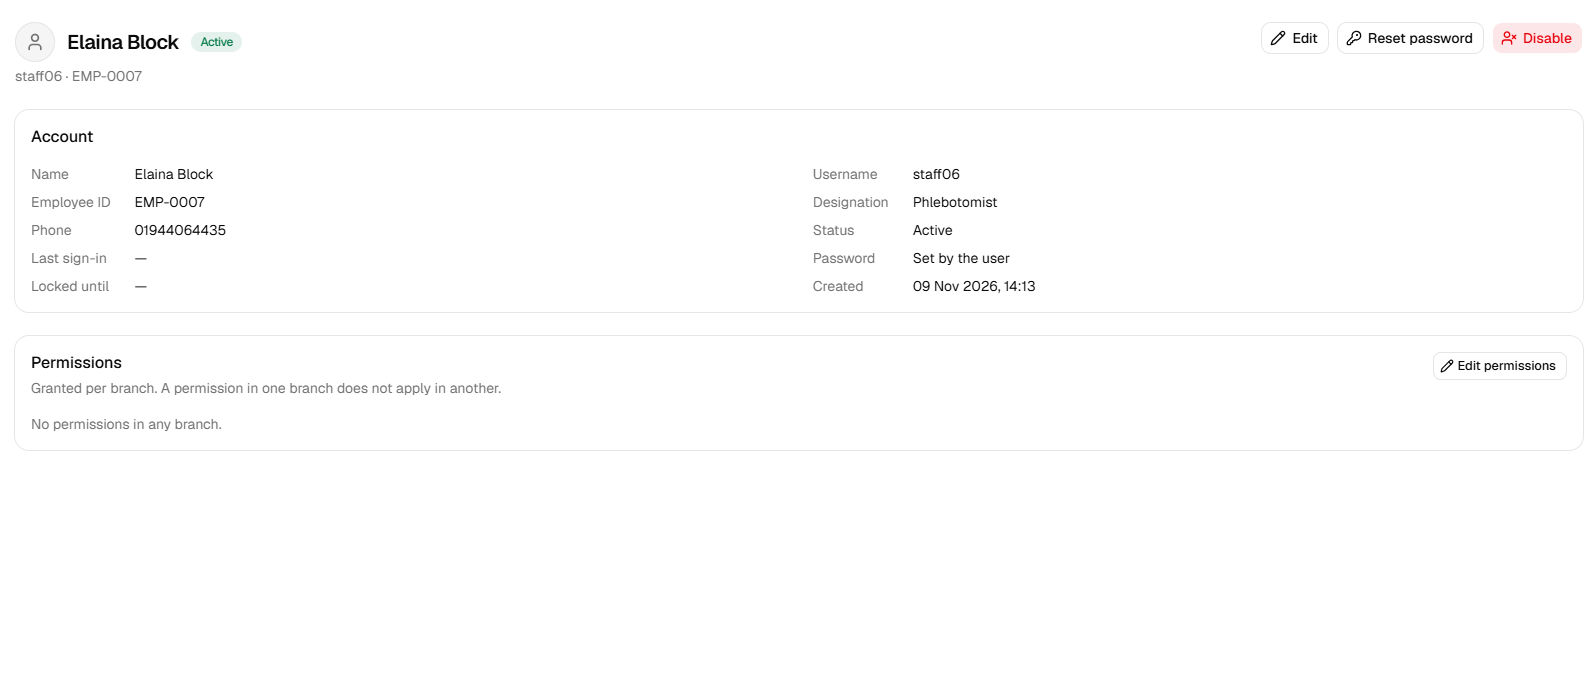 Elaina Block Active
Edit Reset password Disable
staff06 · EMP-0007
Account
Name Elaina Block
Username staff06
Employee ID EMP-0007
Designation Phlebotomist
Phone 01944064435
Status Active
Last sign-in —
Password Set by the user
Locked until —
Created 09 Nov 2026, 14:13
Permissions
Edit permissions
Granted per branch. A permission in one branch does not apply in another.
No permissions in any branch.